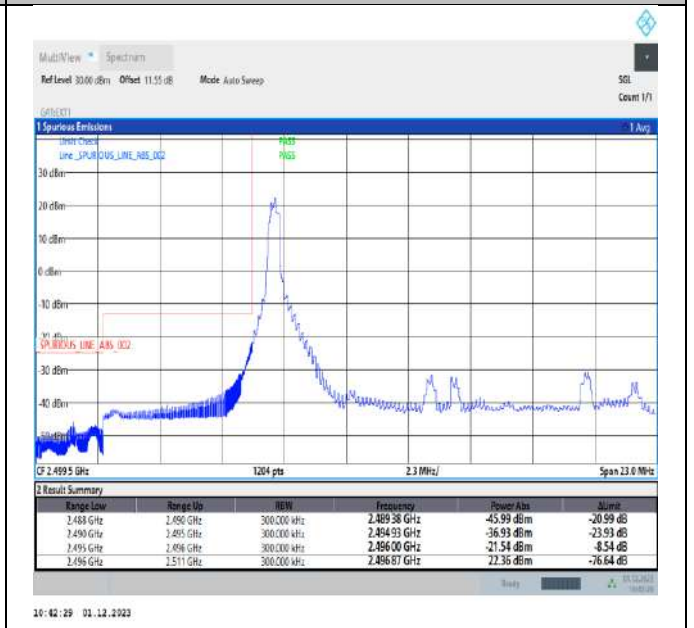 MultiView Spectrum
Ref Level 30.00 dBm Offset 11.55 dB Mode Auto Sweep SGL
Count 1/1
1 Spurious Emissions 1 Avg
Limit Check PASS
Line _SPURIOUS_LINE_ABS_002 PASS
30 dBm
20 dBm
10 dBm
0 dBm
-10 dBm
-20 dBm
_SPURIOUS_LINE_ABS_002
-30 dBm
-40 dBm
-50 dBm
CF 2.4995 GHz 1204 pts 2.3 MHz/ Span 23.0 MHz
2 Result Summary
Range Low Range Up RBW Frequency Power Abs ΔLimit
2.488 GHz 2.490 GHz 300.000 kHz 2.48938 GHz -45.99 dBm -20.99 dB
2.490 GHz 2.495 GHz 300.000 kHz 2.49493 GHz -36.93 dBm -23.93 dB
2.495 GHz 2.496 GHz 300.000 kHz 2.49600 GHz -21.54 dBm -8.54 dB
2.496 GHz 2.511 GHz 300.000 kHz 2.49687 GHz 22.36 dBm -76.64 dB
Ready
10:42:29 01.12.2023